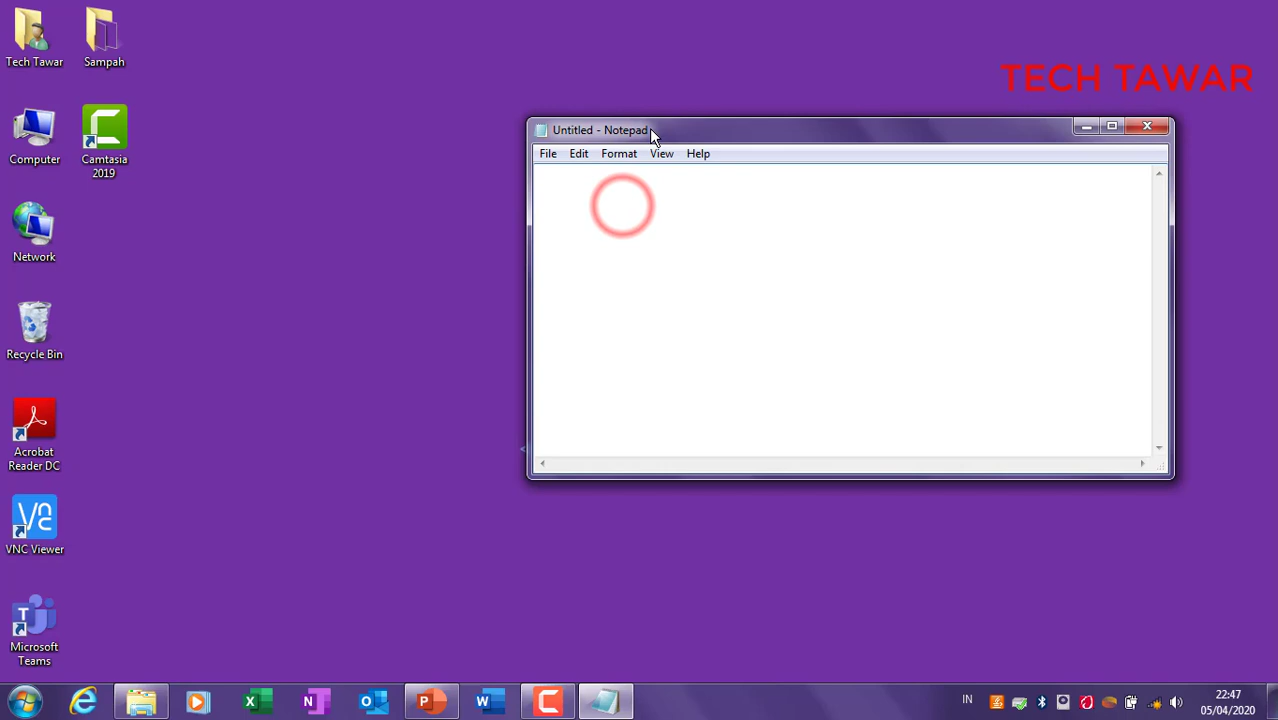 Tech Tawar
Sampah
TECH TAWAR
Computer
Camtasia
2019
Untitled - Notepad
File Edit Format View Help
Network
Recycle Bin
Acrobat
Reader DC
VNC Viewer
Microsoft
Teams
IN
22:47
05/04/2020